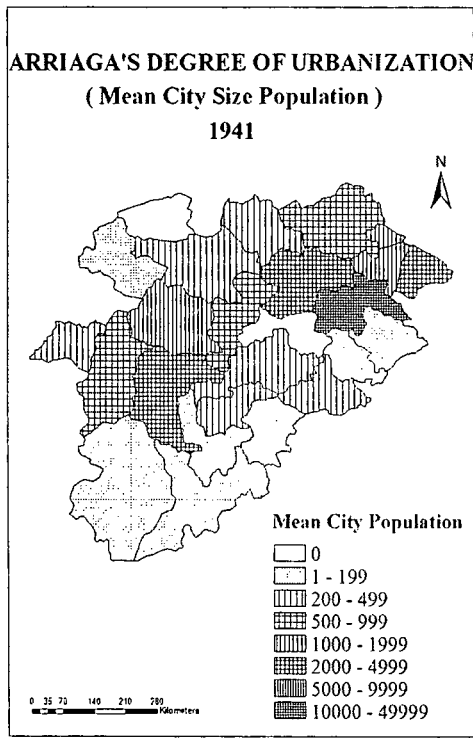 ARRIAGA'S DEGREE OF URBANIZATION
( Mean City Size Population )
1941
N
Mean City Population
0
1 - 199
200 - 499
500 - 999
1000 - 1999
2000 - 4999
5000 - 9999
10000 - 49999
0 35 70 140 210 280
Kilometers